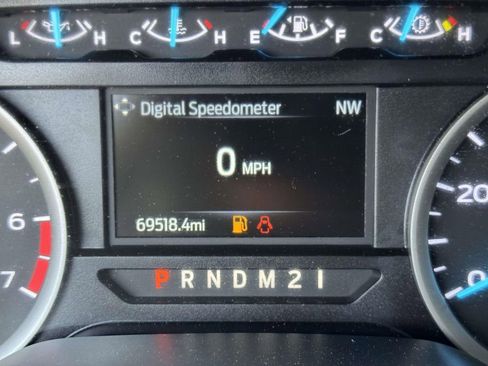 L H C H E F C H
Digital Speedometer NW
0 MPH
6 20
69518.4mi
7 0
P R N D M 2 1